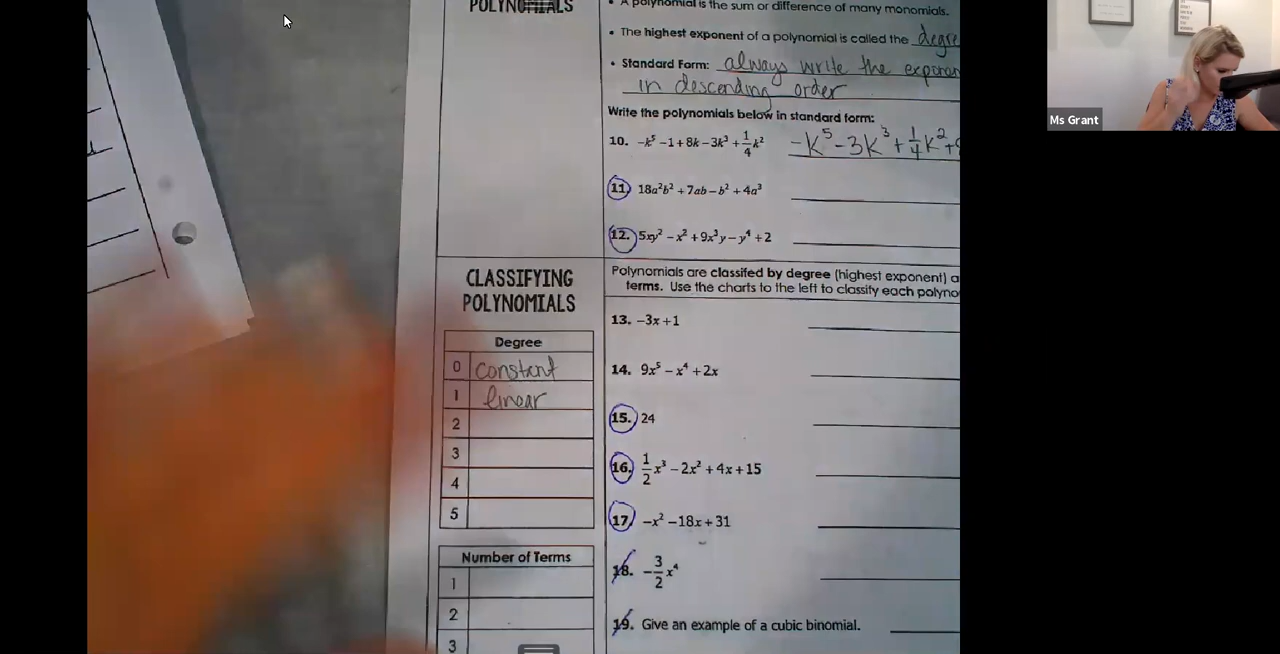 POLYNOMIALS
• A polynomial is the sum or difference of many monomials.
• The highest exponent of a polynomial is called the degre
• Standard Form: always write the exponen
in descending order
Write the polynomials below in standard form:
10. -k⁵ - 1 + 8k - 3k³ + 1/4 k² -k⁵ - 3k³ + 1/4 k² +
11. 18a²b² + 7ab - b² + 4a³
12. 5xy² - x² + 9x³y - y⁴ + 2
CLASSIFYING
POLYNOMIALS
Degree
0 constant
1 linear
2
3
4
5
Number of Terms
1
2
3
Polynomials are classifed by degree (highest exponent) a
terms. Use the charts to the left to classify each polyno
13. -3x + 1
14. 9x⁵ - x⁴ + 2x
15. 24
16. 1/2 x³ - 2x² + 4x + 15
17. -x² - 18x + 31
18. -3/2 x⁴
19. Give an example of a cubic binomial.
Ms Grant